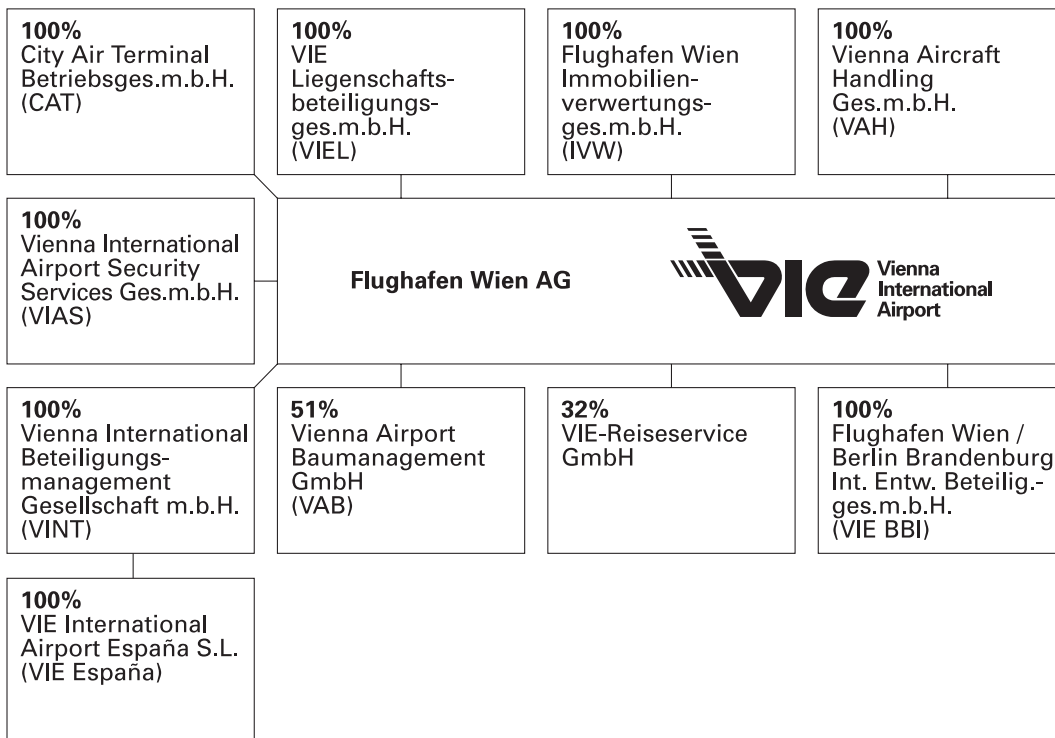 100%
City Air Terminal
Betriebsges.m.b.H.
(CAT)
100%
VIE
Liegenschafts-
beteiligungs-
ges.m.b.H.
(VIEL)
100%
Flughafen Wien
Immobilien-
verwertungs-
ges.m.b.H.
(IVW)
100%
Vienna Aircraft
Handling
Ges.m.b.H.
(VAH)
100%
Vienna International
Airport Security
Services Ges.m.b.H.
(VIAS)
Flughafen Wien AG
VIE
Vienna
International
Airport
100%
Vienna International
Beteiligungs-
management
Gesellschaft m.b.H.
(VINT)
51%
Vienna Airport
Baumanagement
GmbH
(VAB)
32%
VIE-Reiseservice
GmbH
100%
Flughafen Wien /
Berlin Brandenburg
Int. Entw. Beteilig.-
ges.m.b.H.
(VIE BBI)
100%
VIE International
Airport España S.L.
(VIE España)